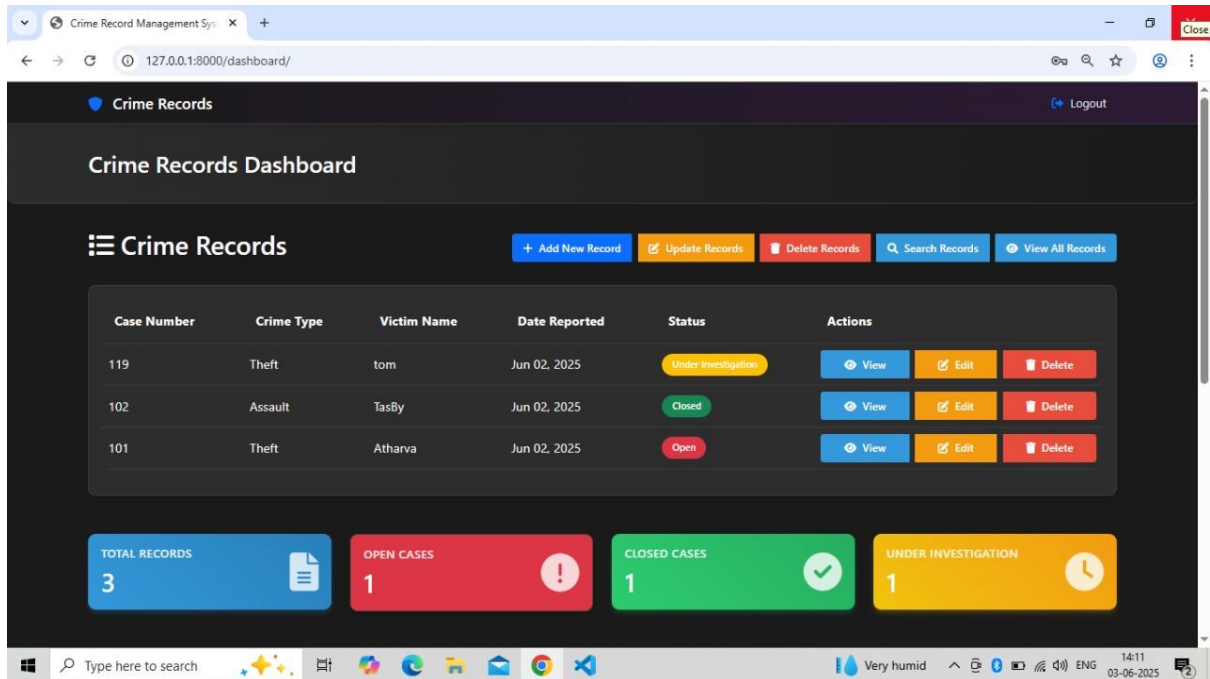 Crime Record Management Sys
Close
127.0.0.1:8000/dashboard/
Crime Records
Logout
Crime Records Dashboard
Crime Records
+ Add New Record
Update Records
Delete Records
Search Records
View All Records
Case Number Crime Type Victim Name Date Reported Status Actions
119 Theft tom Jun 02, 2025 Under Investigation View Edit Delete
102 Assault TasBy Jun 02, 2025 Closed View Edit Delete
101 Theft Atharva Jun 02, 2025 Open View Edit Delete
TOTAL RECORDS
3
OPEN CASES
1
CLOSED CASES
1
UNDER INVESTIGATION
1
Type here to search
Very humid
ENG
14:11
03-06-2025
2